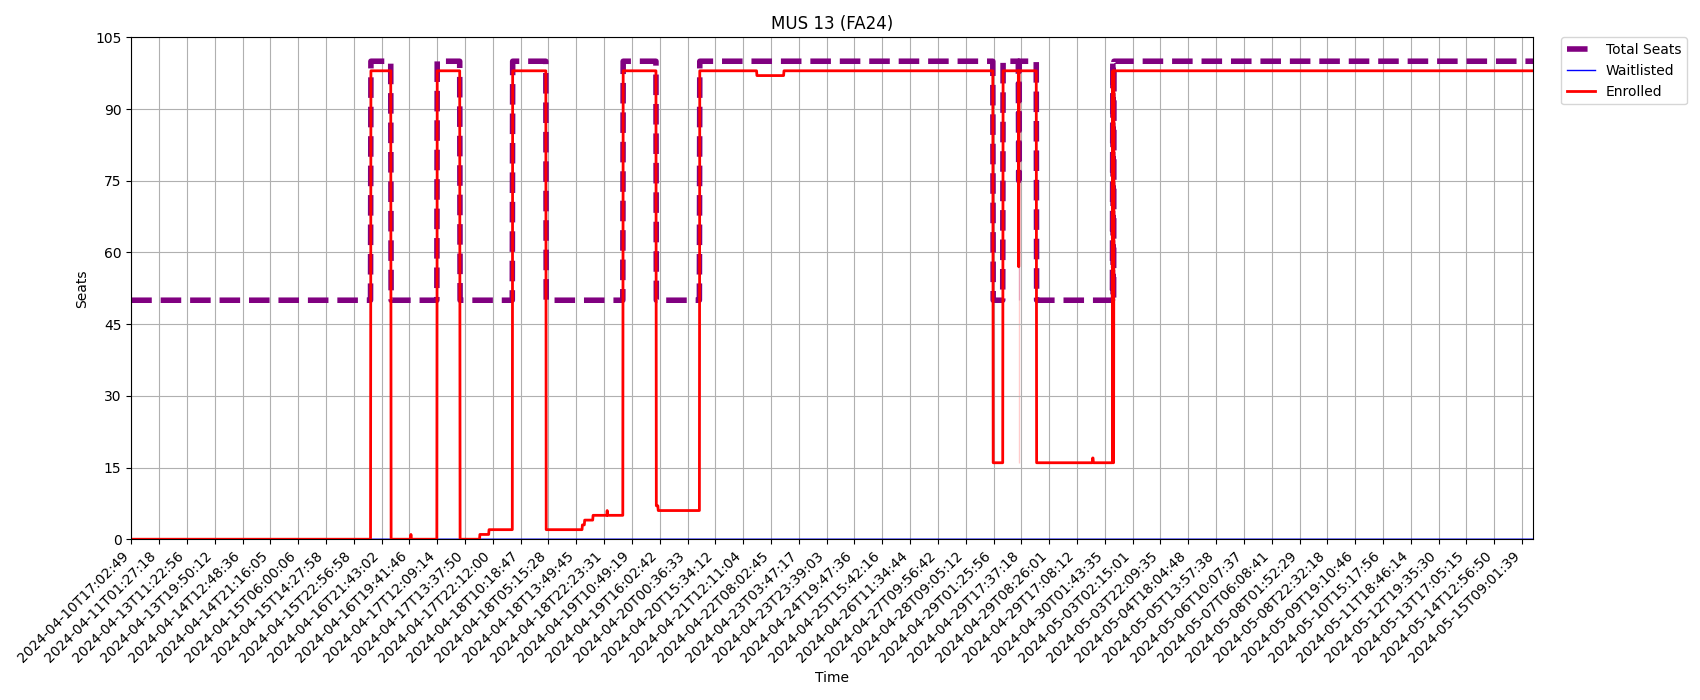 MUS 13 (FA24)
Total Seats
Waitlisted
Enrolled
105
90
75
60
45
30
15
0
Seats
2024-04-10T17:02:49
2024-04-11T01:27:18
2024-04-13T11:22:56
2024-04-13T19:50:12
2024-04-14T12:48:36
2024-04-14T21:16:05
2024-04-15T06:00:06
2024-04-15T14:27:58
2024-04-15T22:56:58
2024-04-16T21:43:02
2024-04-16T19:41:46
2024-04-17T12:09:14
2024-04-17T13:37:50
2024-04-17T22:12:00
2024-04-18T10:18:47
2024-04-18T05:15:28
2024-04-18T13:49:45
2024-04-18T22:23:31
2024-04-19T10:49:19
2024-04-19T16:02:42
2024-04-20T00:36:33
2024-04-20T15:34:12
2024-04-21T12:11:04
2024-04-22T08:02:45
2024-04-23T03:47:17
2024-04-23T23:39:03
2024-04-24T19:47:36
2024-04-25T15:42:16
2024-04-26T11:34:44
2024-04-27T09:56:42
2024-04-28T09:05:12
2024-04-29T01:25:56
2024-04-29T17:37:18
2024-04-29T08:26:01
2024-04-29T17:08:12
2024-04-30T01:43:35
2024-05-03T02:15:01
2024-05-03T22:09:35
2024-05-04T18:04:48
2024-05-05T13:57:38
2024-05-06T10:07:37
2024-05-07T06:08:41
2024-05-08T01:52:29
2024-05-08T22:32:18
2024-05-09T19:10:46
2024-05-10T15:17:56
2024-05-11T18:46:14
2024-05-12T19:35:30
2024-05-13T17:05:15
2024-05-14T12:56:50
2024-05-15T09:01:39
Time